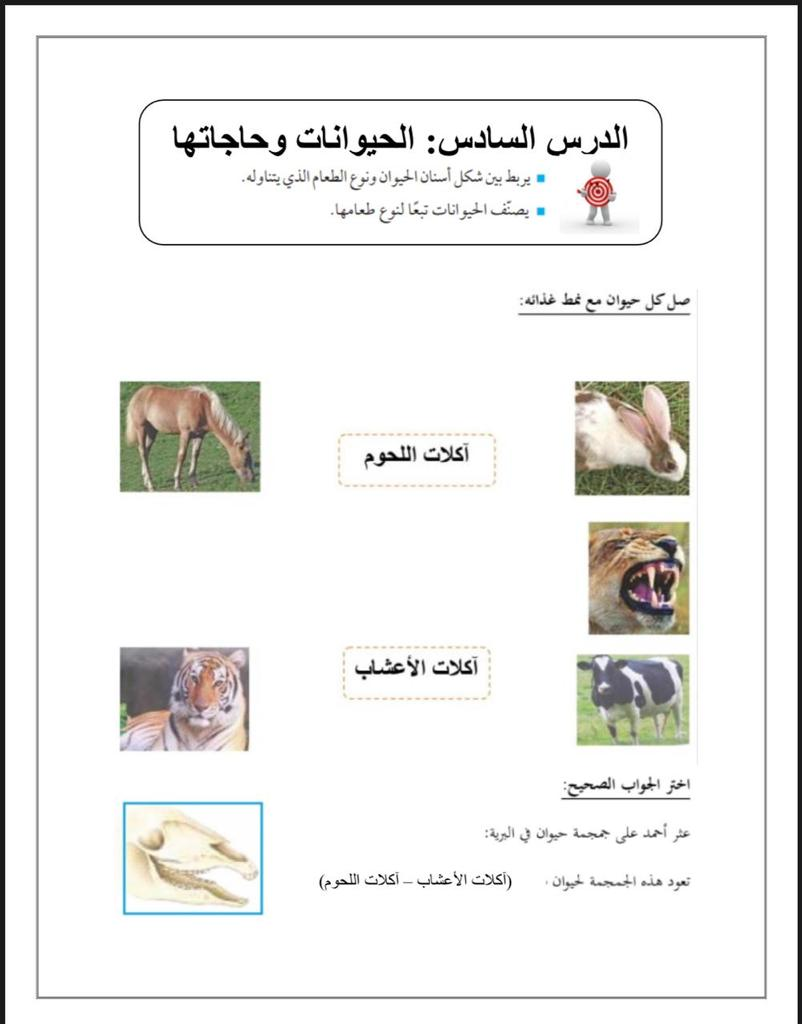 الدرس السادس: الحيوانات وحاجاتها
يربط بين شكل أسنان الحيوان ونوع الطعام الذي يتناوله.
يصنّف الحيوانات تبعًا لنوع طعامها.
صل كل حيوان مع نمط غذائه:
آكلات اللحوم
آكلات الأعشاب
اختر الجواب الصحيح:
عثر أحمد على جمجمة حيوان في البرية:
تعود هذه الجمجمة لحيوان . (آكلات الأعشاب – آكلات اللحوم)